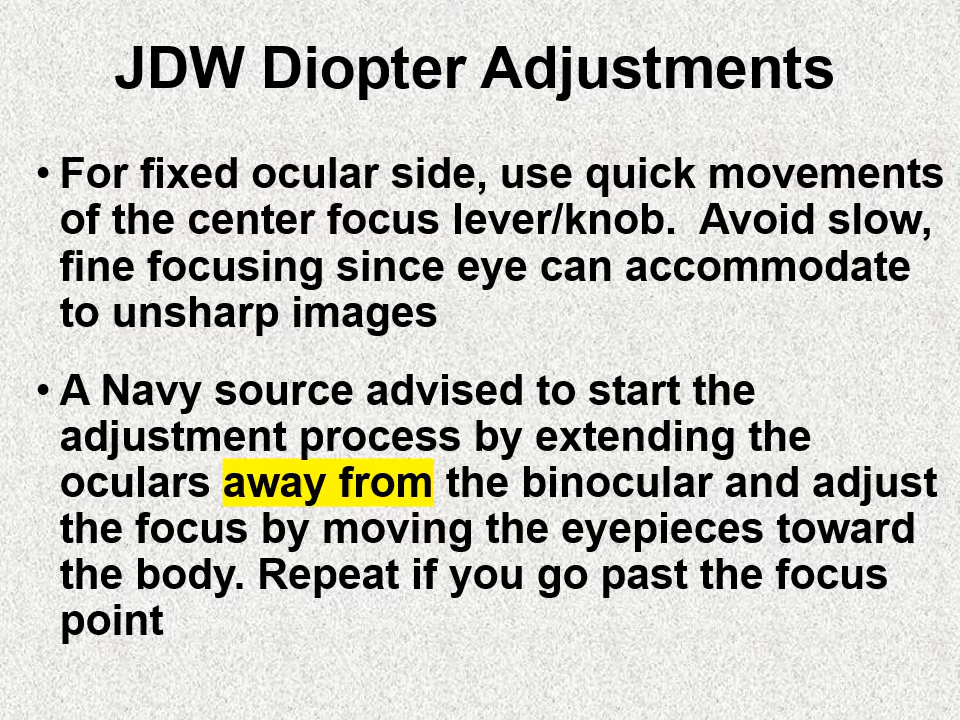 JDW Diopter Adjustments
• For fixed ocular side, use quick movements
of the center focus lever/knob.  Avoid slow,
fine focusing since eye can accommodate
to unsharp images
• A Navy source advised to start the
adjustment process by extending the
oculars away from the binocular and adjust
the focus by moving the eyepieces toward
the body. Repeat if you go past the focus
point